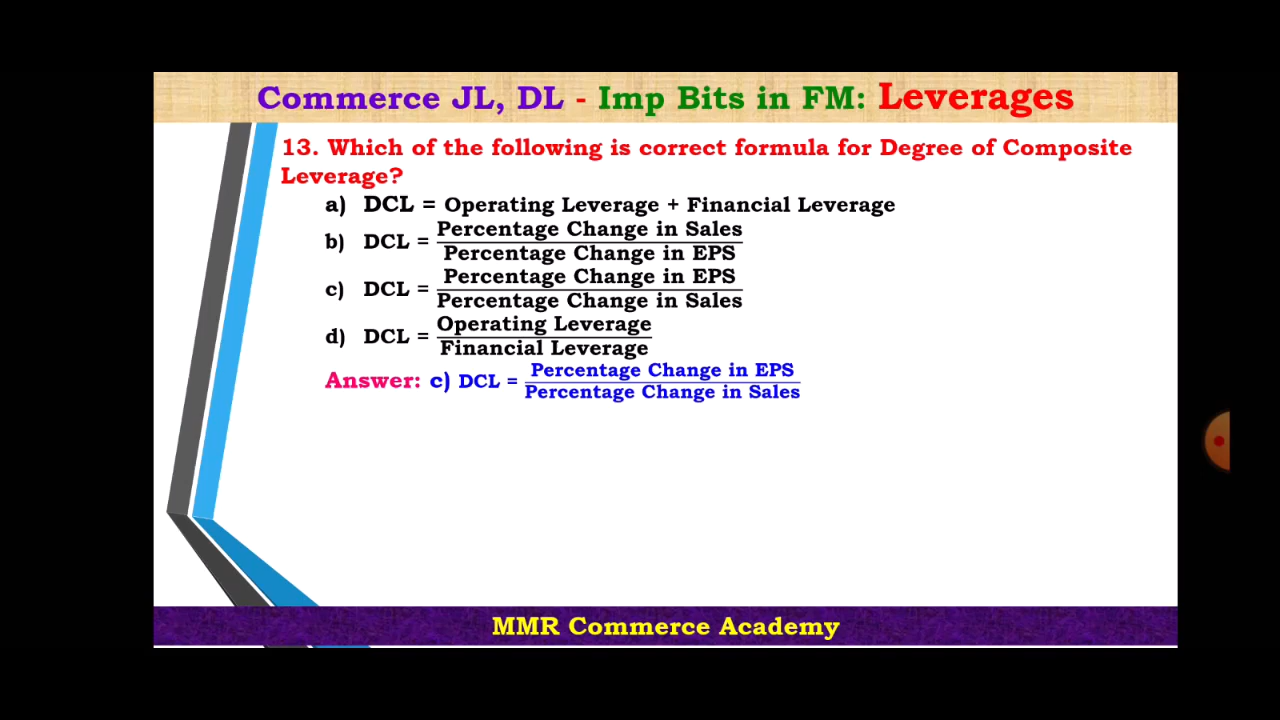 Commerce JL, DL - Imp Bits in FM: Leverages
13. Which of the following is correct formula for Degree of Composite
Leverage?
a) DCL = Operating Leverage + Financial Leverage
b) DCL = Percentage Change in Sales / Percentage Change in EPS
c) DCL = Percentage Change in EPS / Percentage Change in Sales
d) DCL = Operating Leverage / Financial Leverage
Answer: c) DCL = Percentage Change in EPS / Percentage Change in Sales
MMR Commerce Academy